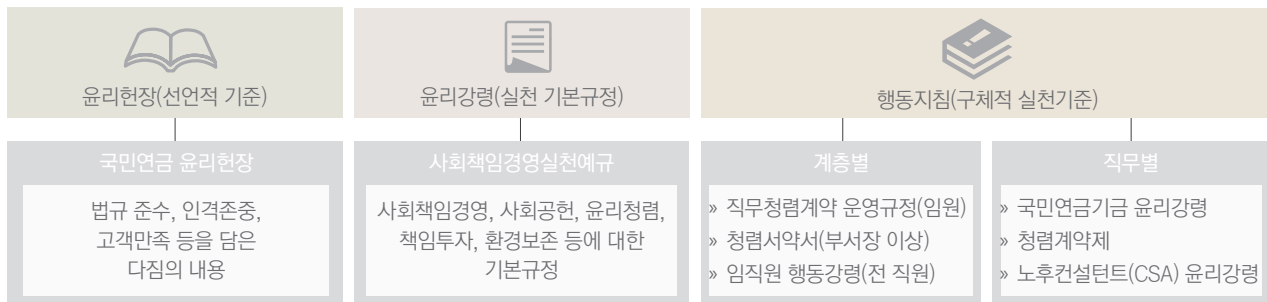 윤리헌장(선언적 기준)
윤리강령(실천 기본규정)
행동지침(구체적 실천기준)
국민연금 윤리헌장
법규 준수, 인격존중,
고객만족 등을 담은
다짐의 내용
사회책임경영실천예규
사회책임경영, 사회공헌, 윤리청렴,
책임투자, 환경보존 등에 대한
기본규정
계층별
» 직무청렴계약 운영규정(임원)
» 청렴서약서(부서장 이상)
» 임직원 행동강령(전 직원)
직무별
» 국민연금기금 윤리강령
» 청렴계약제
» 노후컨설턴트(CSA) 윤리강령